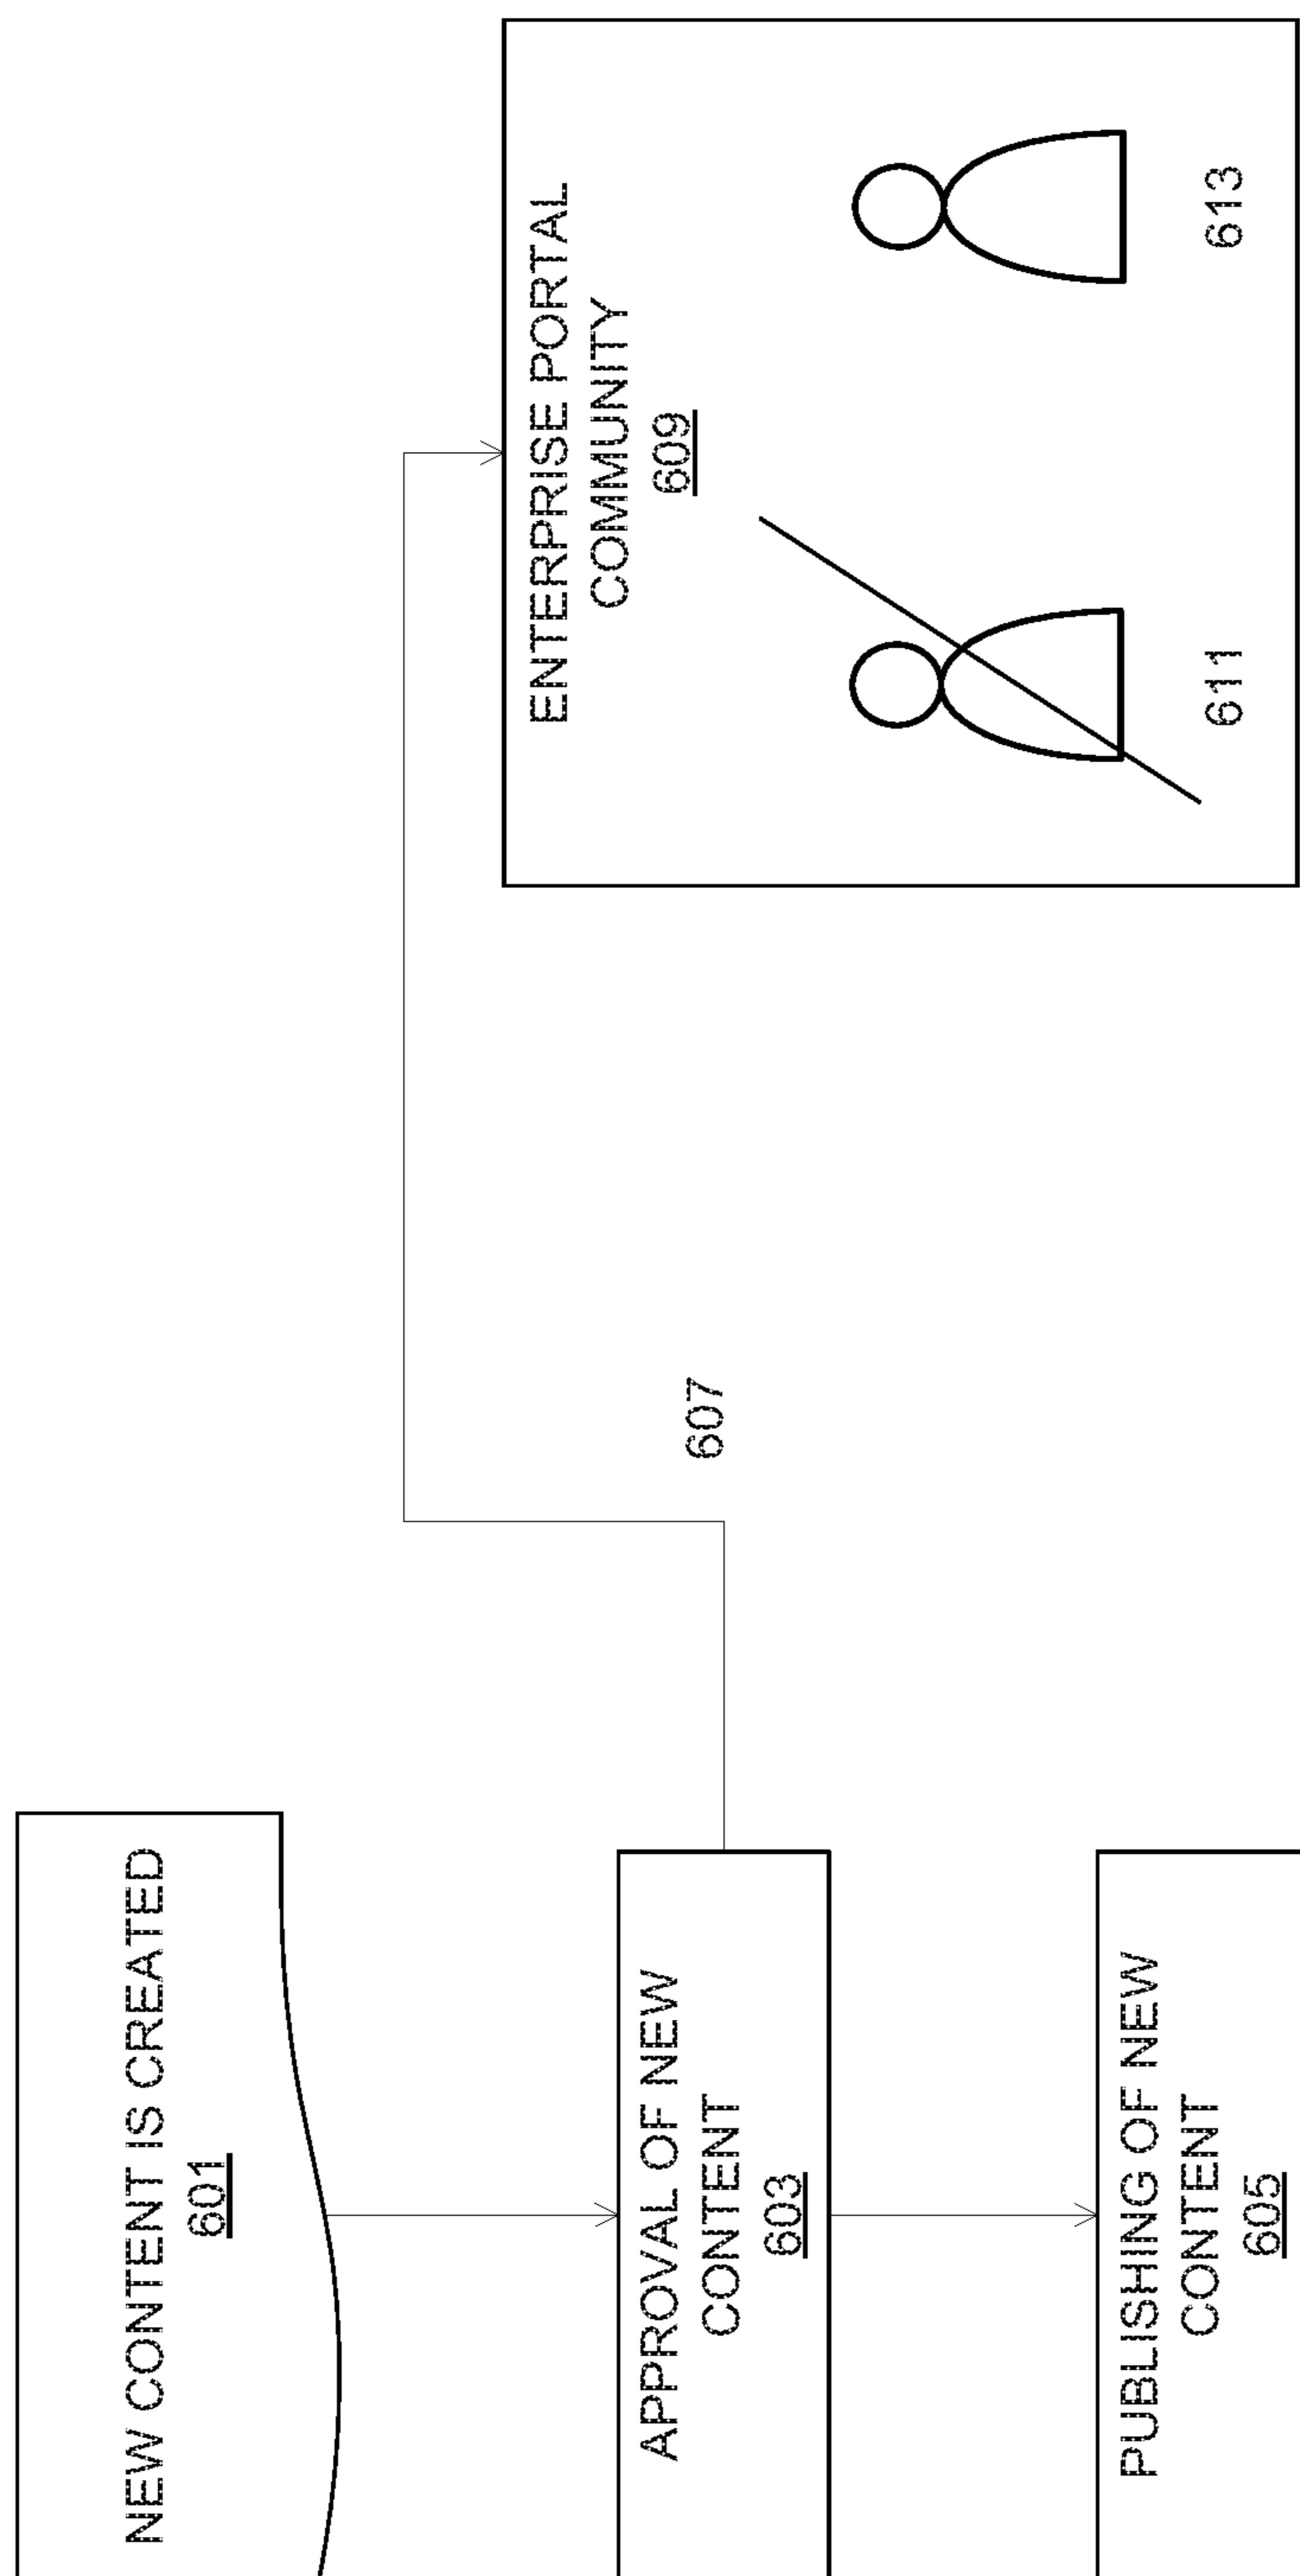 NEW CONTENT IS CREATED
601
APPROVAL OF NEW
CONTENT
603
PUBLISHING OF NEW
CONTENT
605
607
ENTERPRISE PORTAL
COMMUNITY
609
611
613